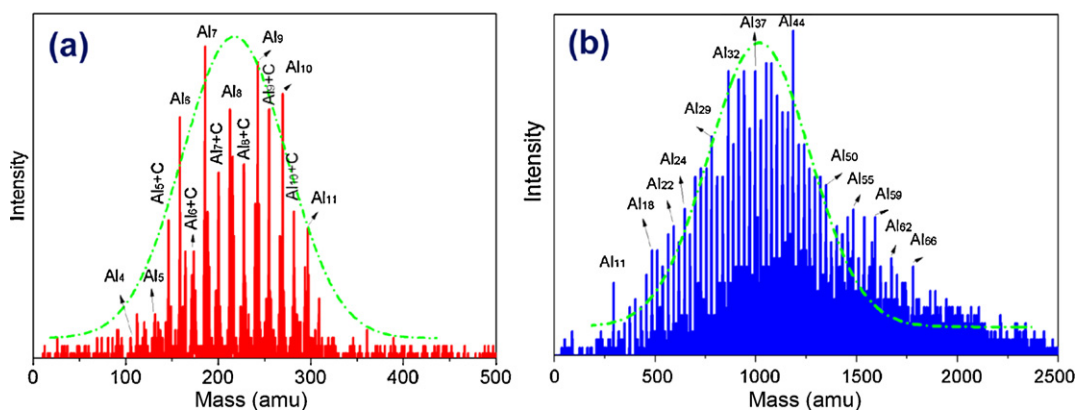 (a)
Al7
Al9
Al9+C
Al10
Al6
Al8
Al7+C
Al8+C
Al5+C
Al6+C
Al10+C
Al11
Al4
Al5
Intensity
0 100 200 300 400 500
Mass (amu)
(b)
Al44
Al37
Al32
Al29
Al24
Al22
Al18
Al11
Al50
Al55
Al59
Al62
Al66
Intensity
0 500 1000 1500 2000 2500
Mass (amu)